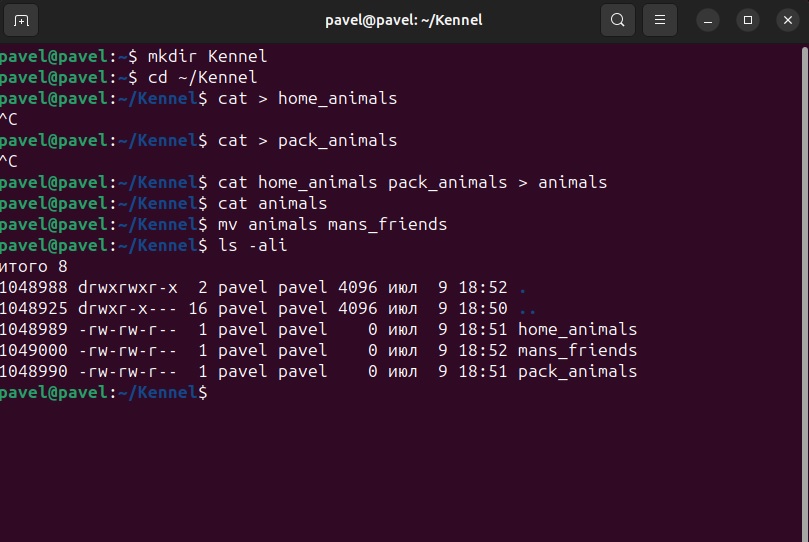 pavel@pavel: ~/Kennel
pavel@pavel:~$ mkdir Kennel
pavel@pavel:~$ cd ~/Kennel
pavel@pavel:~/Kennel$ cat > home_animals
^C
pavel@pavel:~/Kennel$ cat > pack_animals
^C
pavel@pavel:~/Kennel$ cat home_animals pack_animals > animals
pavel@pavel:~/Kennel$ cat animals
pavel@pavel:~/Kennel$ mv animals mans_friends
pavel@pavel:~/Kennel$ ls -ali
итого 8
1048988 drwxrwxr-x  2 pavel pavel 4096 июл  9 18:52 .
1048925 drwxr-x--- 16 pavel pavel 4096 июл  9 18:50 ..
1048989 -rw-rw-r--  1 pavel pavel    0 июл  9 18:51 home_animals
1049000 -rw-rw-r--  1 pavel pavel    0 июл  9 18:52 mans_friends
1048990 -rw-rw-r--  1 pavel pavel    0 июл  9 18:51 pack_animals
pavel@pavel:~/Kennel$